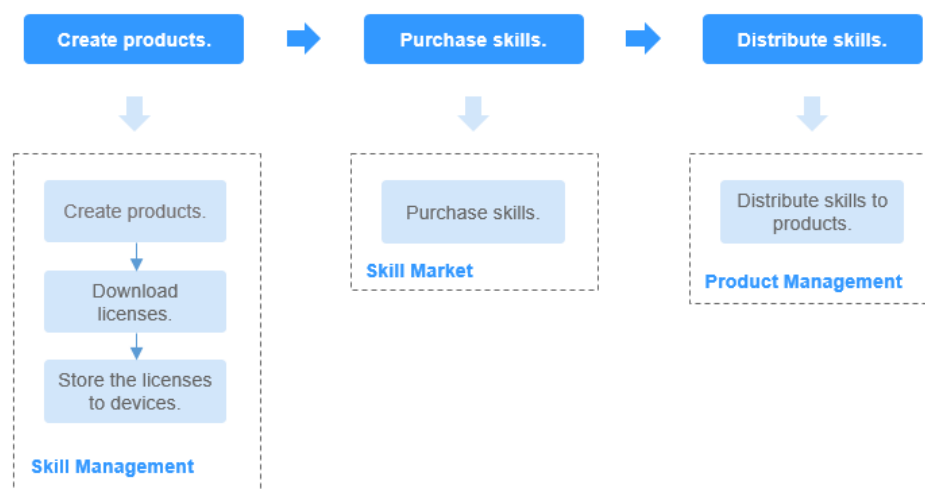 Create products.
Purchase skills.
Distribute skills.
Create products.
Download
licenses.
Store the licenses
to devices.
Skill Management
Purchase skills.
Skill Market
Distribute skills to
products.
Product Management